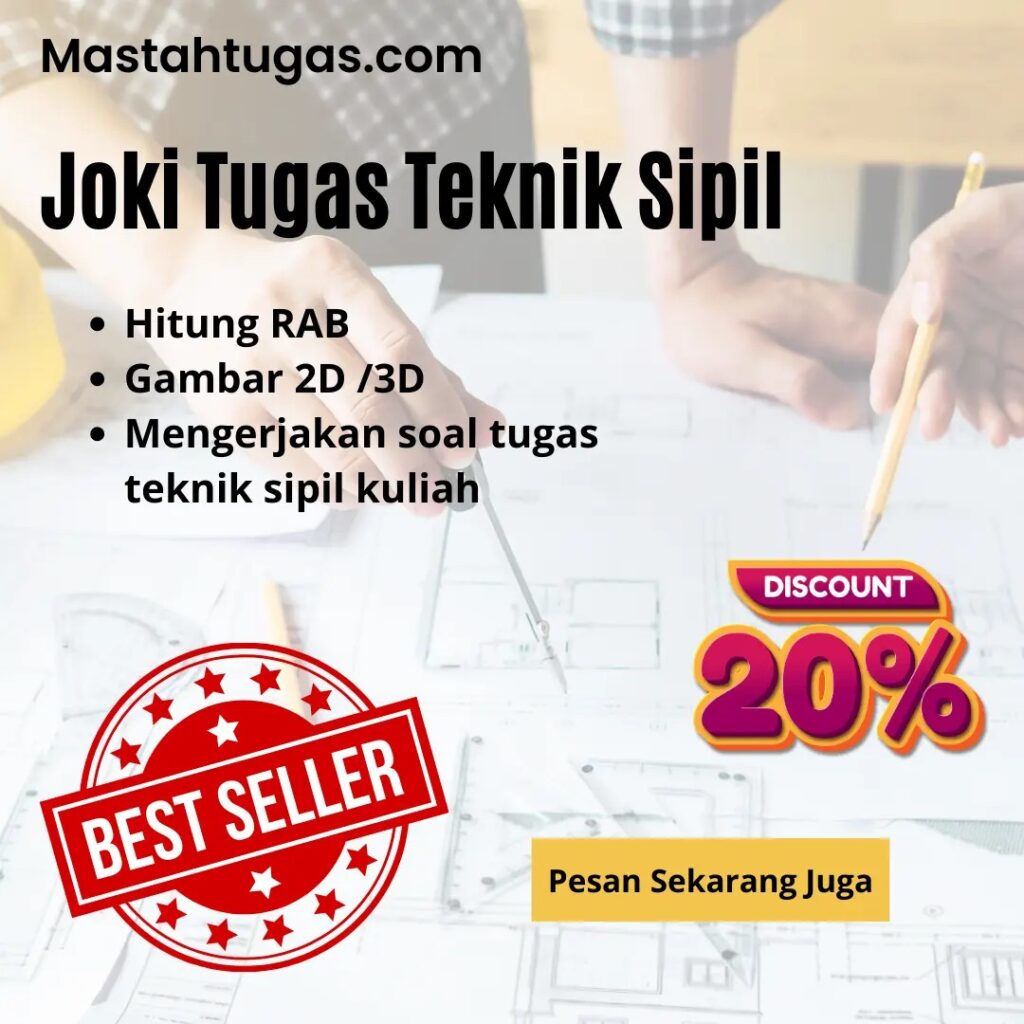 Mastahtugas.com
Joki Tugas Teknik Sipil
• Hitung RAB
• Gambar 2D /3D
• Mengerjakan soal tugas
teknik sipil kuliah
DISCOUNT
20%
BEST SELLER
Pesan Sekarang Juga